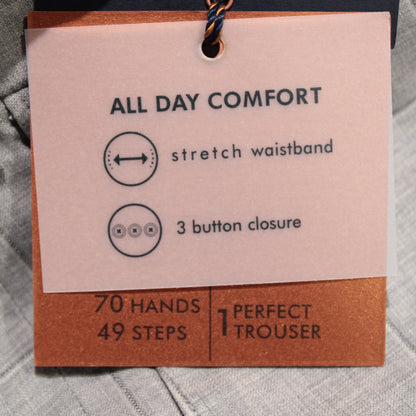 ALL DAY COMFORT
stretch waistband
3 button closure
70 HANDS
49 STEPS
1 PERFECT
TROUSER